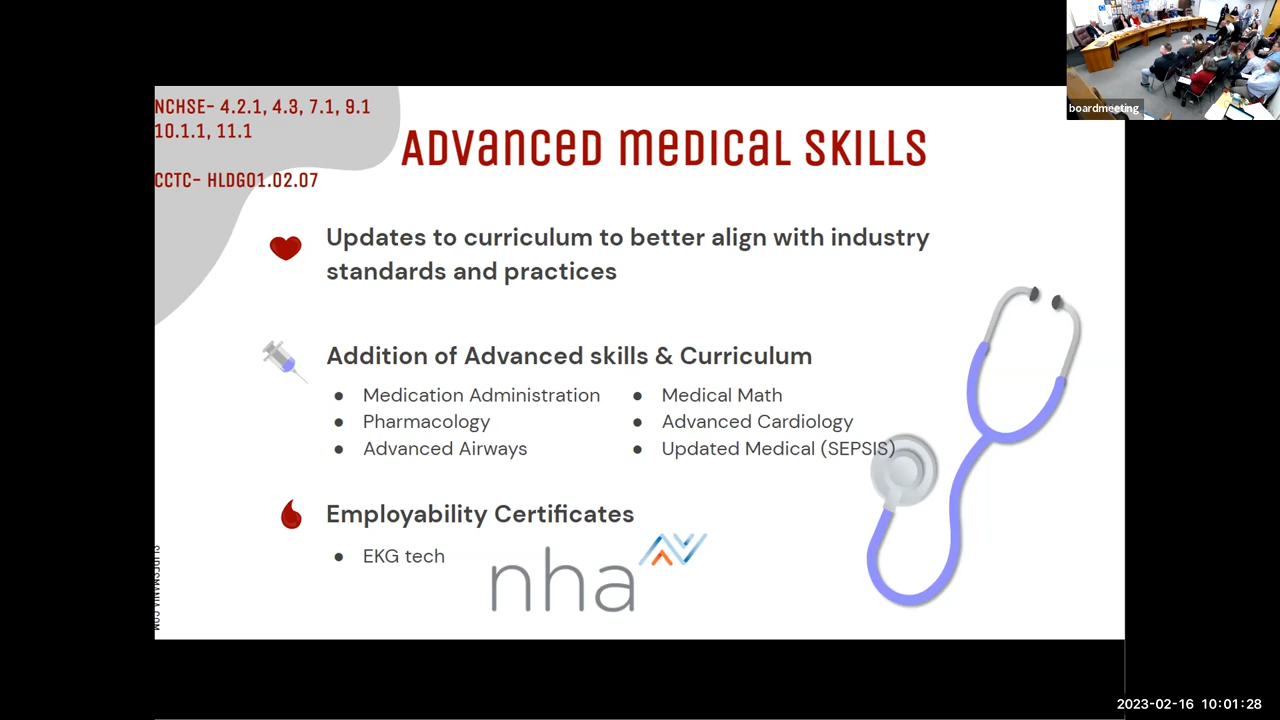 boardmeeting
NCHSE- 4.2.1, 4.3, 7.1, 9.1
10.1.1, 11.1
CCTC- HLDG01.02.07
ADVANCED MEDICAL SKILLS
Updates to curriculum to better align with industry
standards and practices
Addition of Advanced skills & Curriculum
Medication Administration
Pharmacology
Advanced Airways
Medical Math
Advanced Cardiology
Updated Medical (SEPSIS)
Employability Certificates
EKG tech
nha
SLIDESMANIA.COM
2023-02-16 10:01:28